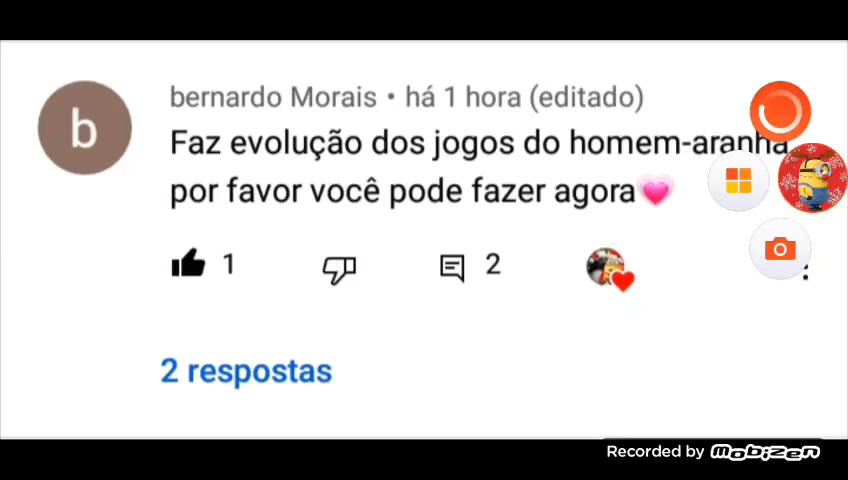 b
bernardo Morais • há 1 hora (editado)
Faz evolução dos jogos do homem-aranha
por favor você pode fazer agora💗
1
2
2 respostas
Recorded by mobizen